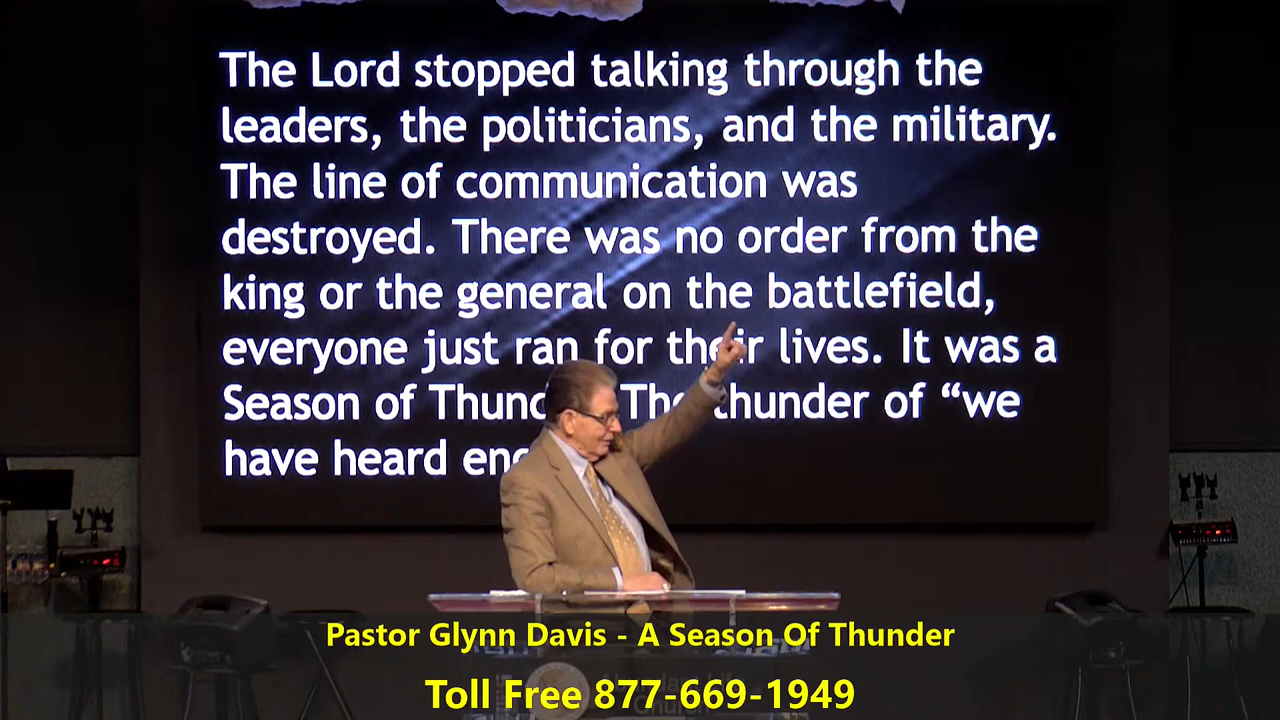 The Lord stopped talking through the
leaders, the politicians, and the military.
The line of communication was
destroyed. There was no order from the
king or the general on the battlefield,
everyone just ran for their lives. It was a
Season of The thunder of “we
have heard
Pastor Glynn Davis - A Season Of Thunder
Toll Free 877-669-1949